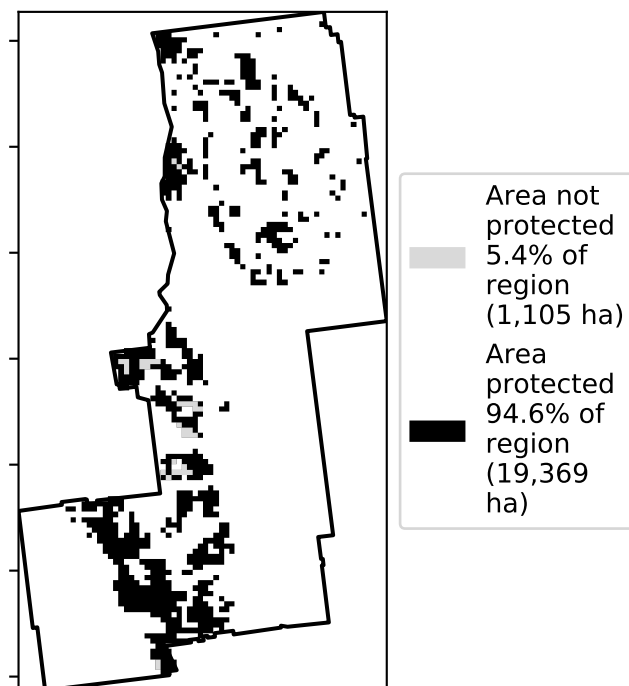 Area not
protected
5.4% of
region
(1,105 ha)
Area
protected
94.6% of
region
(19,369
ha)